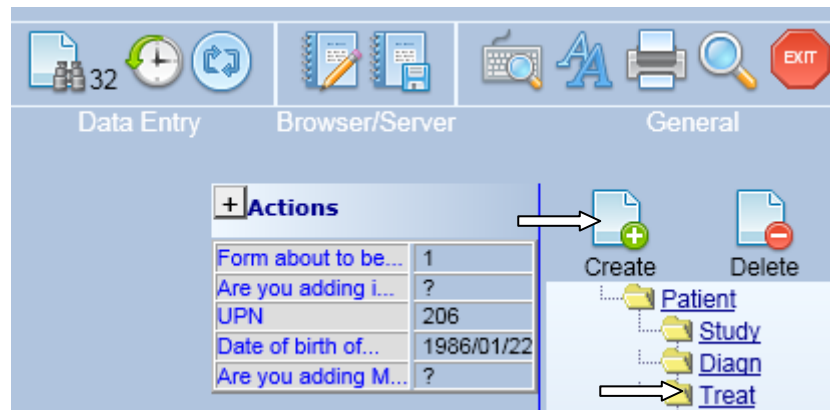 32
EXIT
Data Entry Browser/Server General
+ Actions
Form about to be... 1
Are you adding i... ?
UPN 206
Date of birth of... 1986/01/22
Are you adding M... ?
Create Delete
Patient
Study
Diagn
Treat